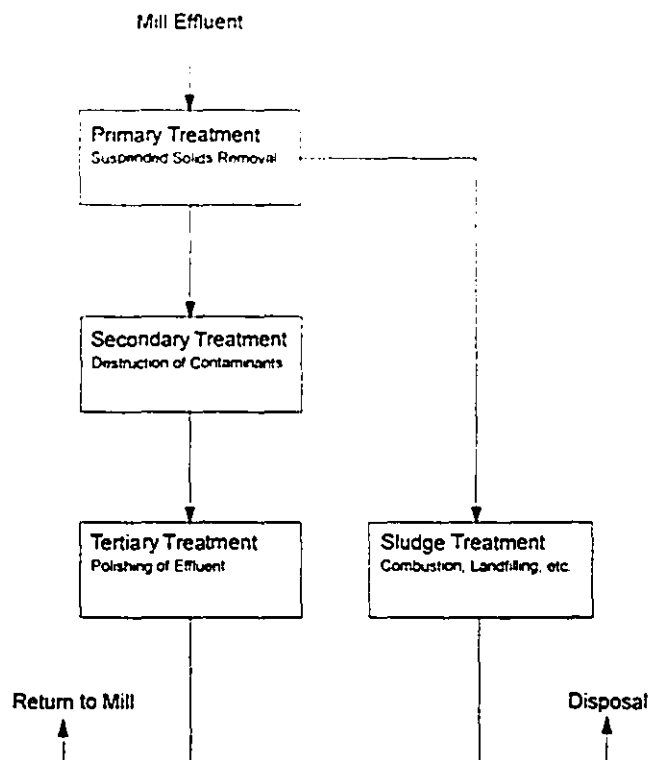 Mill Effluent
Primary Treatment
Suspended Solids Removal
Secondary Treatment
Destruction of Contaminants
Tertiary Treatment
Polishing of Effluent
Sludge Treatment
Combustion, Landfilling, etc.
Return to Mill
Disposal